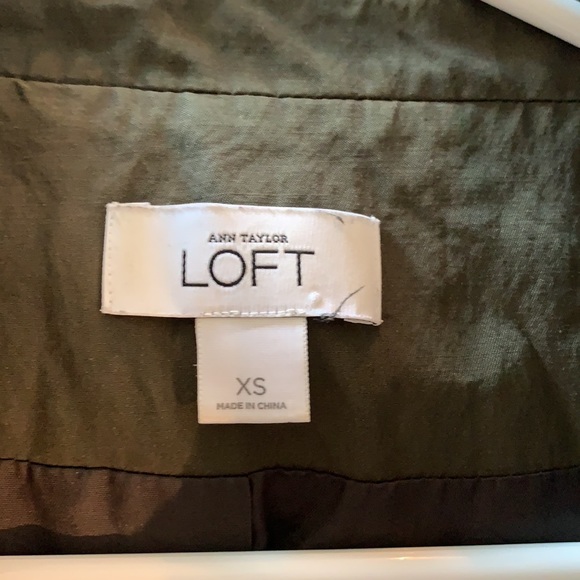 ANN TAYLOR
LOFT
XS
MADE IN CHINA